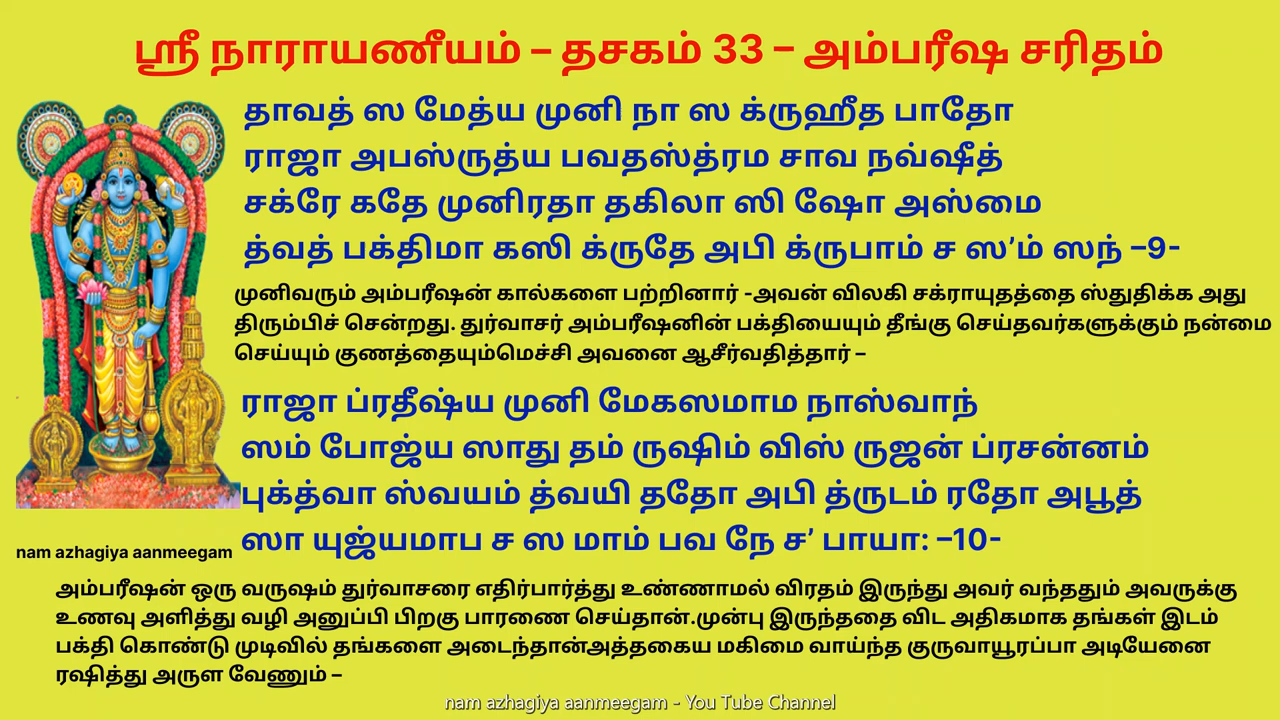 ஸ்ரீ நாராயணீயம் – தசகம் 33 – அம்பரீஷ சரிதம்
தாவத் ஸ மேத்ய முனி நா ஸ க்ருஹீத பாதோ
ராஜா அபஸ்ருத்ய பவதஸ்த்ரம சாவ நவ்ஷீத்
சக்ரே கதே முனிரதா தகிலா ஸி ஷோ அஸ்மை
த்வத் பக்திமா கஸி க்ருதே அபி க்ருபாம் ச ஸ’ம் ஸந் –9-
முனிவரும் அம்பரீஷன் கால்களை பற்றினார் -அவன் விலகி சக்ராயுதத்தை ஸ்துதிக்க அது
திரும்பிச் சென்றது. துர்வாசர் அம்பரீஷனின் பக்தியையும் தீங்கு செய்தவர்களுக்கும் நன்மை
செய்யும் குணத்தையும்மெச்சி அவனை ஆசீர்வதித்தார் –
ராஜா ப்ரதீஷ்ய முனி மேகஸமாம நாஸ்வாந்
ஸம் போஜ்ய ஸாது தம் ருஷிம் விஸ் ருஜன் ப்ரசன்னம்
புக்த்வா ஸ்வயம் த்வயி ததோ அபி த்ருடம் ரதோ அபூத்
ஸா யுஜ்யமாப ச ஸ மாம் பவ நே ச’ பாயா: –10-
nam azhagiya aanmeegam
அம்பரீஷன் ஒரு வருஷம் துர்வாசரை எதிர்பார்த்து உண்ணாமல் விரதம் இருந்து அவர் வந்ததும் அவருக்கு
உணவு அளித்து வழி அனுப்பி பிறகு பாரணை செய்தான்.முன்பு இருந்ததை விட அதிகமாக தங்கள் இடம்
பக்தி கொண்டு முடிவில் தங்களை அடைந்தான்அத்தகைய மகிமை வாய்ந்த குருவாயூரப்பா அடியேனை
ரஷித்து அருள வேணும் –
nam azhagiya aanmeegam - You Tube Channel